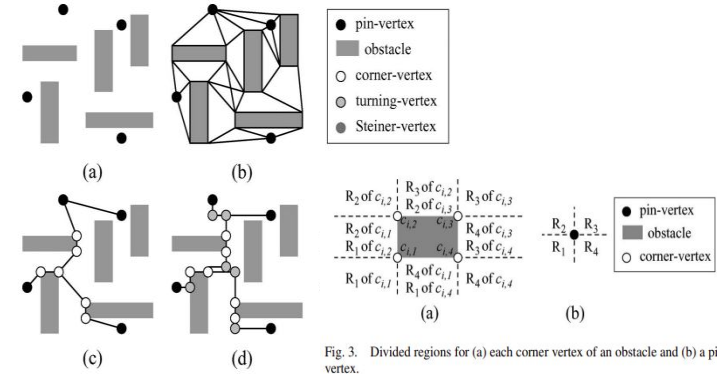 pin-vertex
obstacle
corner-vertex
turning-vertex
Steiner-vertex
(a)
(b)
(c)
(d)
R2 of ci,2
R3 of ci,2
R2 of ci,3
R3 of ci,3
ci,2
ci,3
R2 of ci,1
R1 of ci,2
R4 of ci,3
R3 of ci,4
ci,1
ci,4
R1 of ci,1
R4 of ci,1
R1 of ci,4
R4 of ci,4
(a)
R2
R3
R1
R4
(b)
pin-vertex
obstacle
corner-vertex
Fig. 3. Divided regions for (a) each corner vertex of an obstacle and (b) a pi
vertex.